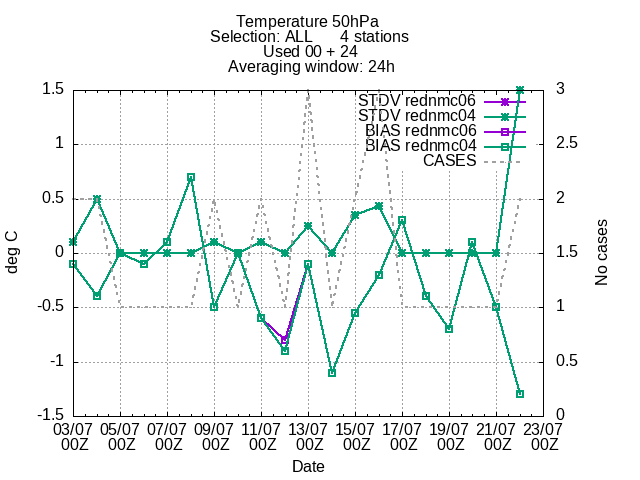 Temperature 50hPa
Selection: ALL 4 stations
Used 00 + 24
Averaging window: 24h
STDV rednmc06
STDV rednmc04
BIAS rednmc06
BIAS rednmc04
CASES
1.5
1
0.5
0
-0.5
-1
-1.5
deg C
3
2.5
2
1.5
1
0.5
0
No cases
03/07 05/07 07/07 09/07 11/07 13/07 15/07 17/07 19/07 21/07 23/07
00Z 00Z 00Z 00Z 00Z 00Z 00Z 00Z 00Z 00Z 00Z
Date